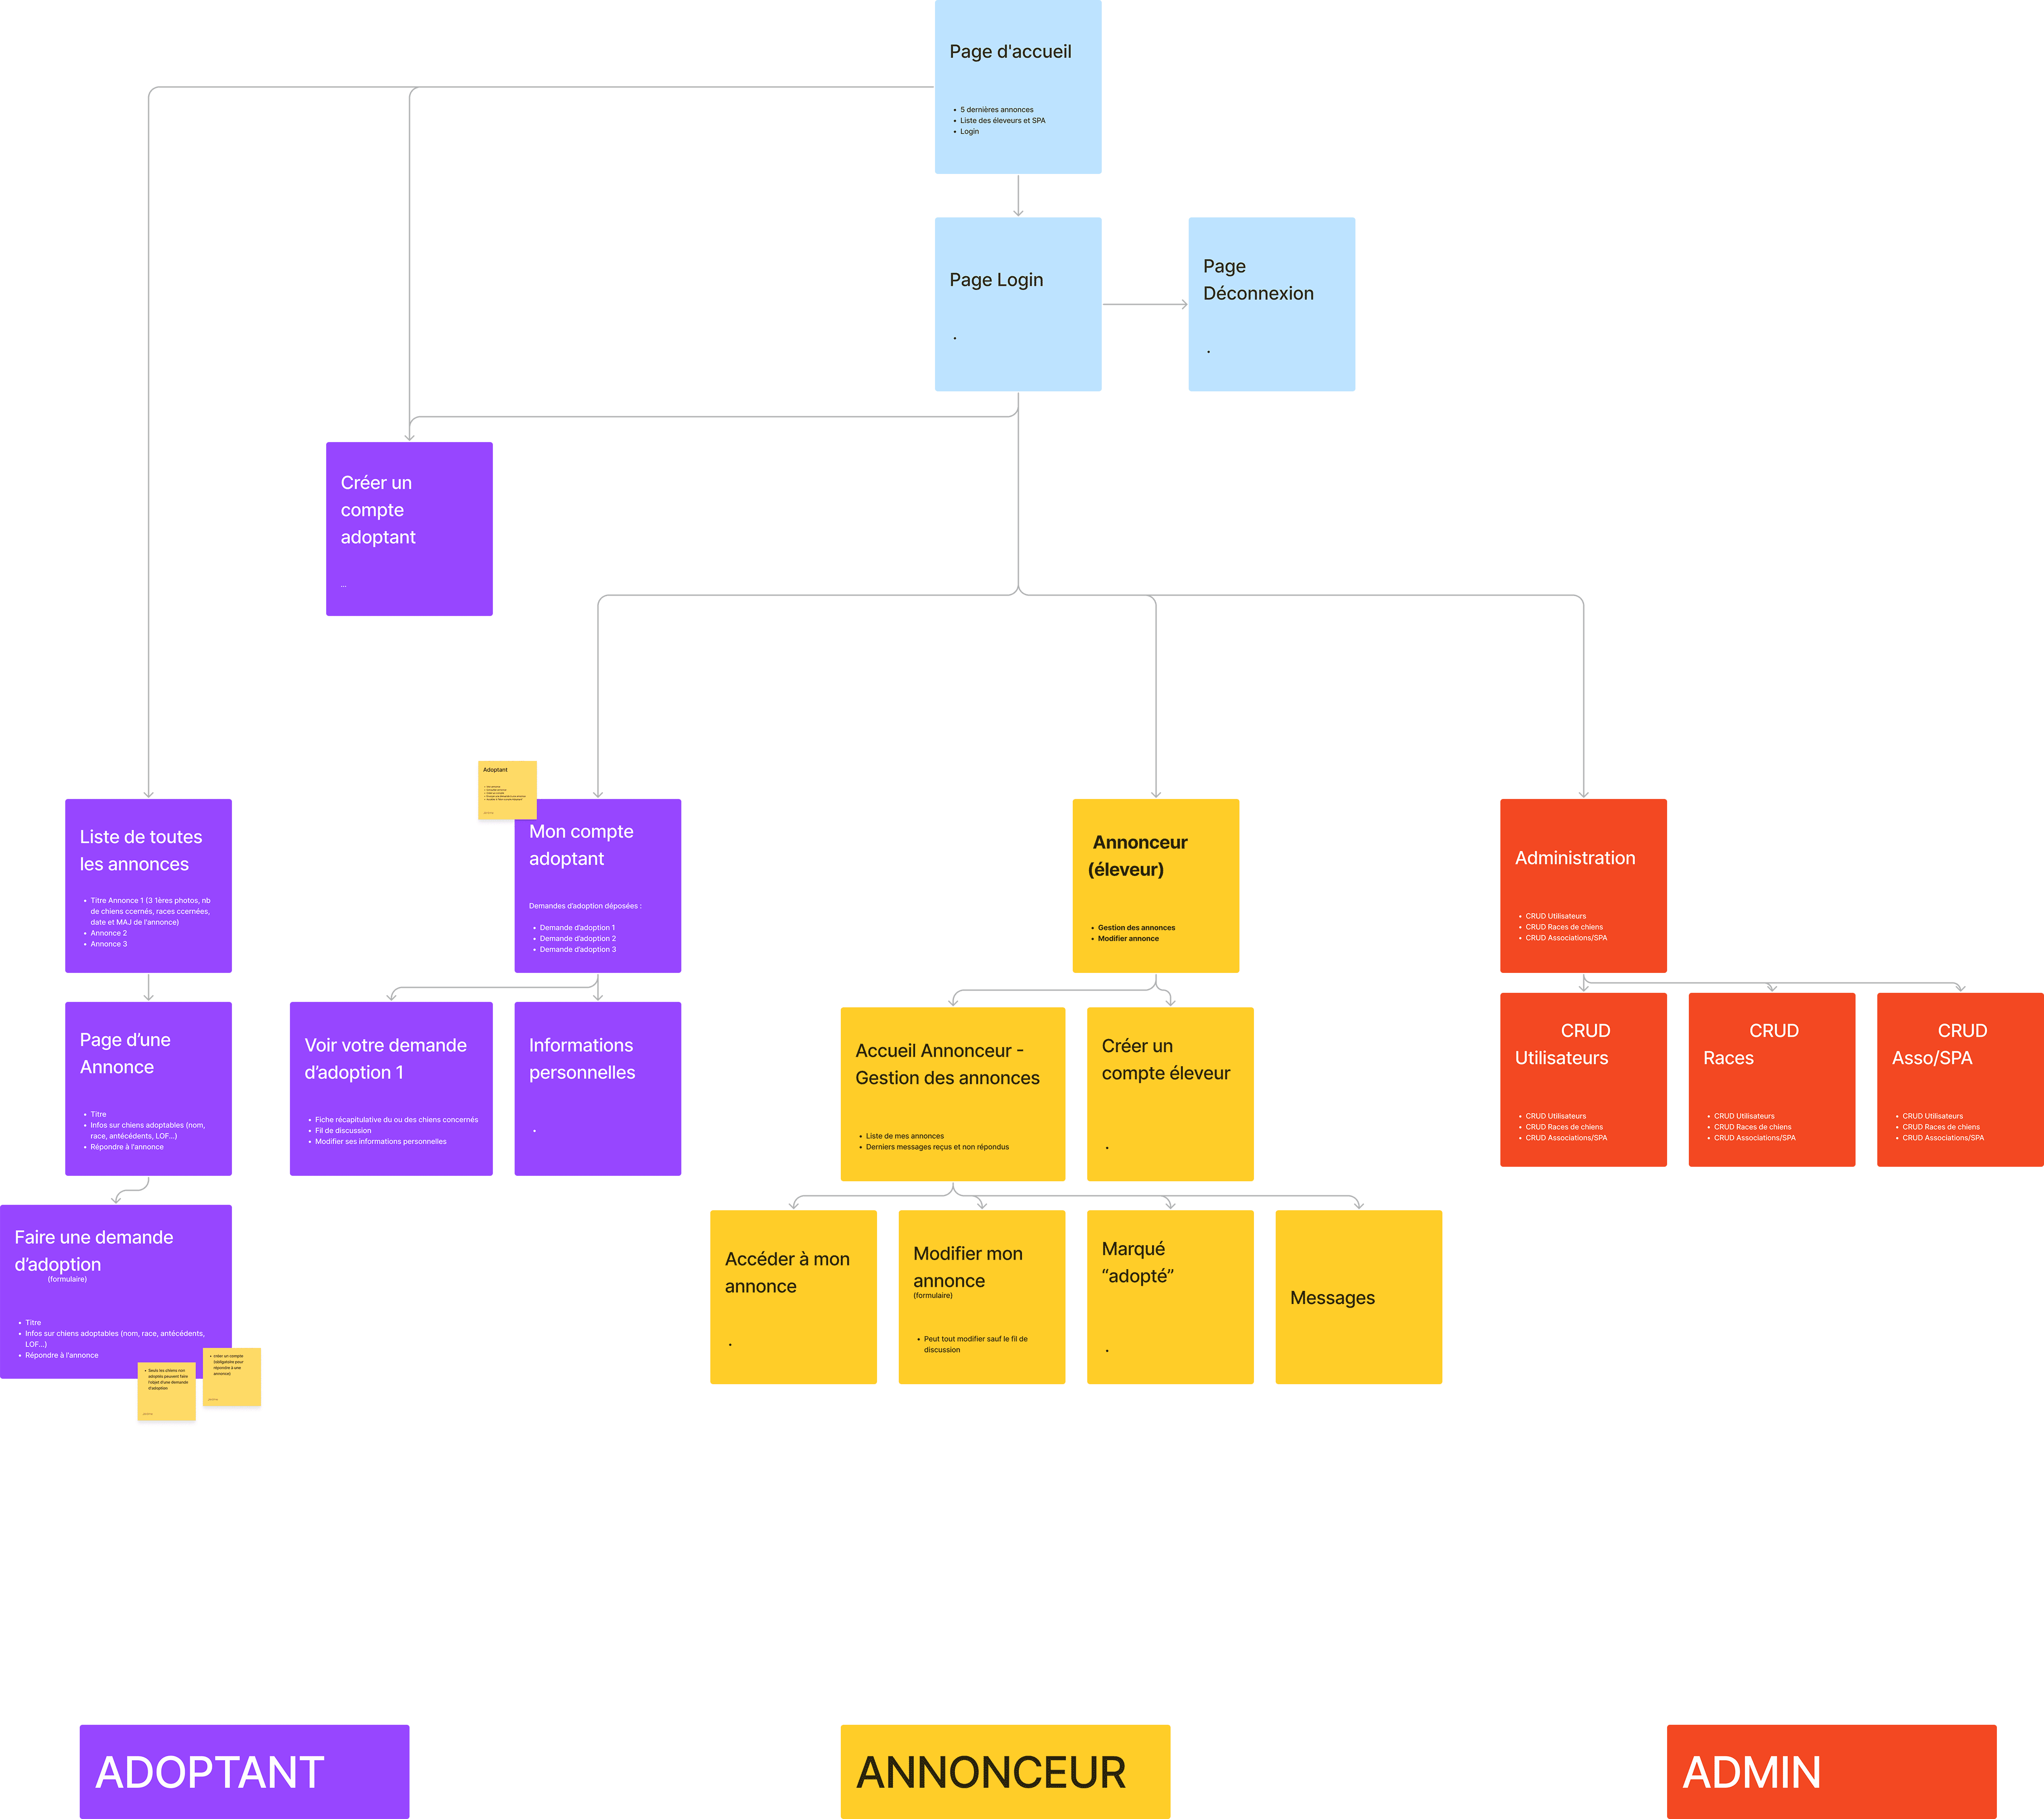 Page d'accueil
5 dernières annonces
Liste des éleveurs et SPA
Login
Page Login
Page
Déconnexion
Créer un
compte
adoptant
...
Adoptant
Liste de toutes
les annonces
Titre Annonce 1 (3 1ères photos, nb
de chiens ccernés, races ccernées,
date et MAJ de l'annonce)
Annonce 2
Annonce 3
Mon compte
adoptant
Demandes d'adoption déposées :
Demande d'adoption 1
Demande d'adoption 2
Demande d'adoption 3
Annonceur
(éleveur)
Gestion des annonces
Modifier annonce
Administration
CRUD Utilisateurs
CRUD Races de chiens
CRUD Associations/SPA
Page d’une
Annonce
Titre
Infos sur chiens adoptables (nom,
race, antécédents, LOF...)
Répondre à l'annonce
Voir votre demande
d’adoption 1
Fiche récapitulative du ou des chiens concernés
Fil de discussion
Modifier ses informations personnelles
Informations
personnelles
Accueil Annonceur -
Gestion des annonces
Liste de mes annonces
Derniers messages reçus et non répondus
Créer un
compte éleveur
CRUD
Utilisateurs
CRUD Utilisateurs
CRUD Races de chiens
CRUD Associations/SPA
CRUD
Races
CRUD Utilisateurs
CRUD Races de chiens
CRUD Associations/SPA
CRUD
Asso/SPA
CRUD Utilisateurs
CRUD Races de chiens
CRUD Associations/SPA
Faire une demande
d’adoption
(formulaire)
Titre
Infos sur chiens adoptables (nom, race, antécédents,
LOF...)
Répondre à l'annonce
Seuls les chiens non
adoptés peuvent faire
l'objet d'une demande
d'adoption
créer un compte
(obligatoire pour
répondre à une
annonce)
Accéder à mon
annonce
Modifier mon
annonce
(formulaire)
Peut tout modifier sauf le fil de
discussion
Marqué
“adopté”
Messages
ADOPTANT
ANNONCEUR
ADMIN